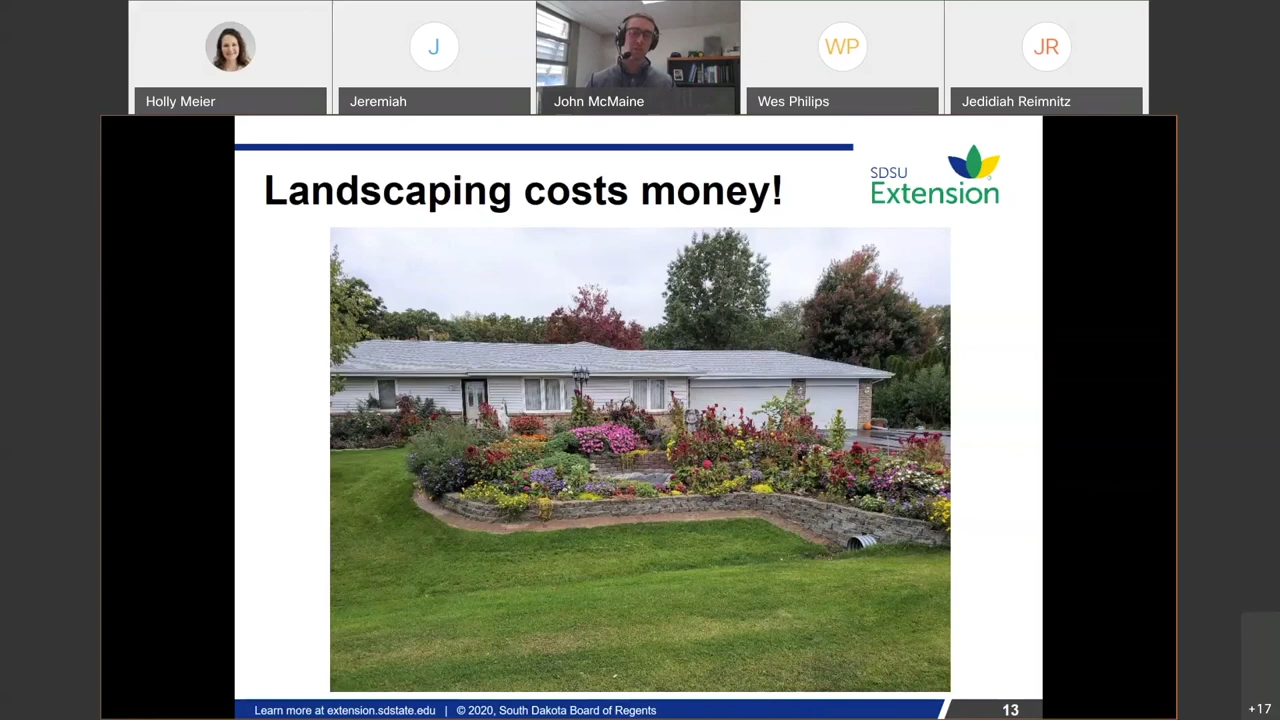 J
WP
JR
Holly Meier
Jeremiah
John McMaine
Wes Philips
Jedidiah Reimnitz
Landscaping costs money!
SDSU
Extension
Learn more at extension.sdstate.edu | © 2020, South Dakota Board of Regents
13
+17